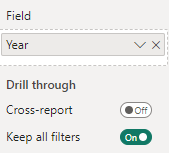 Field
Year
Drill through
Cross-report Off
Keep all filters On